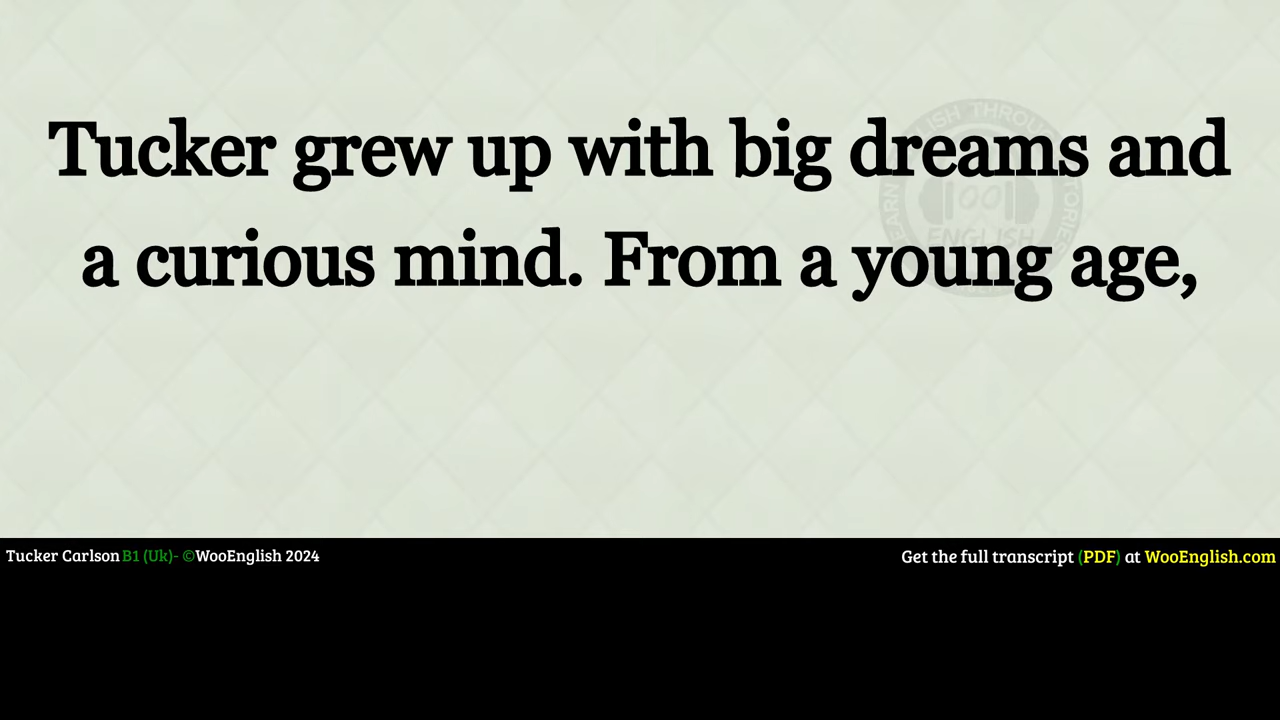 Tucker grew up with big dreams and
a curious mind. From a young age,
Tucker Carlson B1 (Uk)- ©WooEnglish 2024
Get the full transcript (PDF) at WooEnglish.com